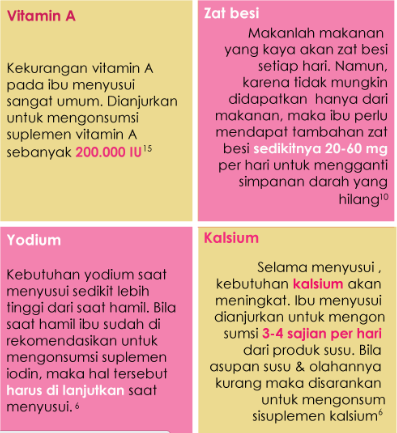 Vitamin A
Kekurangan vitamin A
pada ibu menyusui
sangat umum. Dianjurkan
untuk mengonsumsi
suplemen vitamin A
sebanyak 200.000 IU15
Zat besi
Makanlah makanan
yang kaya akan zat besi
setiap hari. Namun,
karena tidak mungkin
didapatkan hanya dari
makanan, maka ibu perlu
mendapat tambahan zat
besi sedikitnya 20-60 mg
per hari untuk mengganti
simpanan darah yang
hilang10
Yodium
Kebutuhan yodium saat
menyusui sedikit lebih
tinggi dari saat hamil. Bila
saat hamil ibu sudah di
rekomendasikan untuk
mengonsumsi suplemen
iodin, maka hal tersebut
harus di lanjutkan saat
menyusui. 6
Kalsium
Selama menyusui ,
kebutuhan kalsium akan
meningkat. Ibu menyusui
dianjurkan untuk mengon
sumsi 3-4 sajian per hari
dari produk susu. Bila
asupan susu & olahannya
kurang maka disarankan
untuk mengonsum
sisuplemen kalsium6